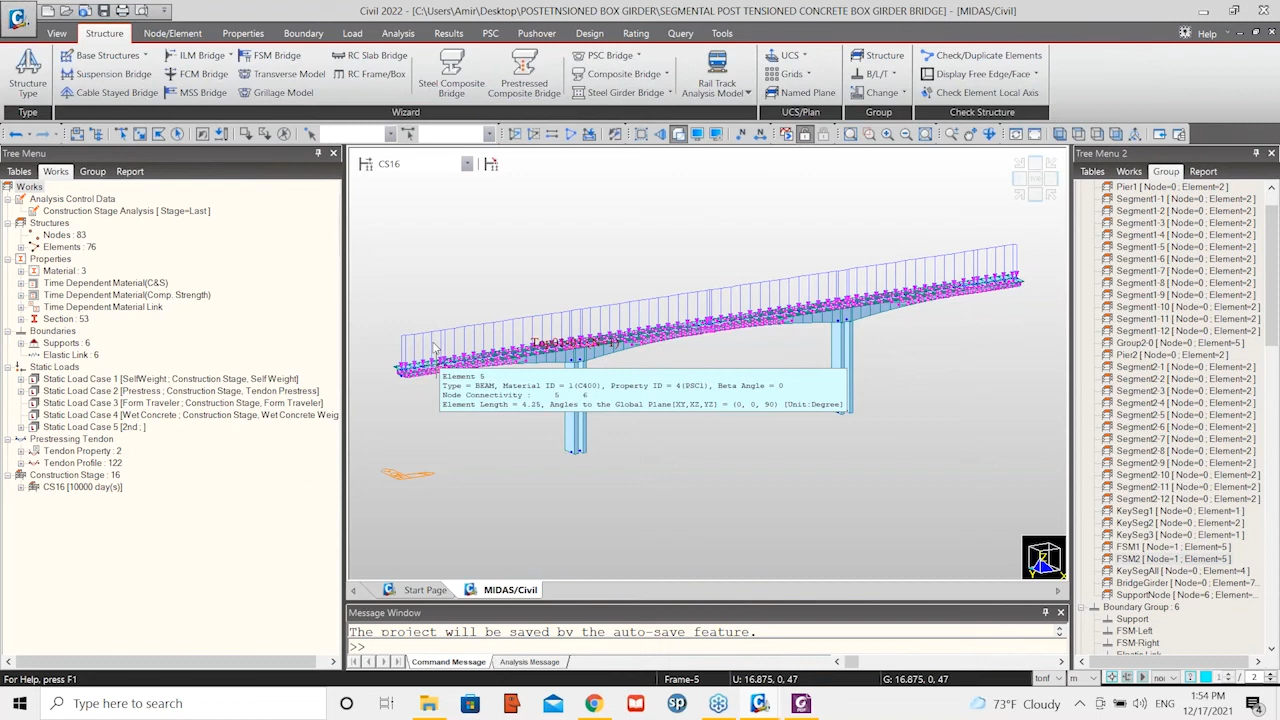 Civil 2022 - [C:\Users\Amir\Desktop\POSTETNSIONED BOX GIRDER\SEGMENTAL POST TENSIONED CONCRETE BOX GIRDER BRIDGE] - [MIDAS/Civil]
View Structure Node/Element Properties Boundary Load Analysis Results PSC Pushover Design Rating Query Tools Help
Base Structures ILM Bridge FSM Bridge RC Slab Bridge PSC Bridge UCS Structure Check/Duplicate Elements
Suspension Bridge FCM Bridge Transverse Model RC Frame/Box Composite Bridge Grids B/L/T Display Free Edge/Face
Cable Stayed Bridge MSS Bridge Grillage Model Steel Girder Bridge Named Plane Change Check Element Local Axis
Structure Type
Steel Composite Bridge
Prestressed Composite Bridge
Rail Track Analysis Model
Type Wizard UCS/Plan Group Check Structure
Tree Menu
Tables Works Group Report
Works
Analysis Control Data
Construction Stage Analysis [ Stage=Last ]
Structures
Nodes : 83
Elements : 76
Properties
Material : 3
Time Dependent Material(C&S)
Time Dependent Material(Comp. Strength)
Time Dependent Material Link
Section : 53
Boundaries
Supports : 6
Elastic Link : 6
Static Loads
Static Load Case 1 [SelfWeight ; Construction Stage, Self Weight]
Static Load Case 2 [Prestress ; Construction Stage, Tendon Prestress]
Static Load Case 3 [Form Traveler ; Construction Stage, Form Traveler]
Static Load Case 4 [Wet Concrete ; Construction Stage, Wet Concrete Weig
Static Load Case 5 [2nd ; ]
Prestressing Tendon
Tendon Property : 2
Tendon Profile : 122
Construction Stage : 16
CS16 [10000 day(s)]
CS16
Element 5
Type = BEAM, Material ID = 1(C400), Property ID = 4(PSC1), Beta Angle = 0
Node Connectivity : 5 6
Element Length = 4.25, Angles to the Global Plane[XY,XZ,YZ] = (0, 0, 90) [Unit:Degree]
Start Page MIDAS/Civil
Message Window
The project will be saved by the auto-save feature.
>>
Command Message Analysis Message
Tree Menu 2
Tables Works Group Report
Pier1 [ Node=0 ; Element=2 ]
Segment1-1 [ Node=0 ; Element=2 ]
Segment1-2 [ Node=0 ; Element=2 ]
Segment1-3 [ Node=0 ; Element=2 ]
Segment1-4 [ Node=0 ; Element=2 ]
Segment1-5 [ Node=0 ; Element=2 ]
Segment1-6 [ Node=0 ; Element=2 ]
Segment1-7 [ Node=0 ; Element=2 ]
Segment1-8 [ Node=0 ; Element=2 ]
Segment1-9 [ Node=0 ; Element=2 ]
Segment1-10 [ Node=0 ; Element=2 ]
Segment1-11 [ Node=0 ; Element=2 ]
Segment1-12 [ Node=0 ; Element=2 ]
Group2-0 [ Node=0 ; Element=5 ]
Pier2 [ Node=0 ; Element=2 ]
Segment2-1 [ Node=0 ; Element=2 ]
Segment2-2 [ Node=0 ; Element=2 ]
Segment2-3 [ Node=0 ; Element=2 ]
Segment2-4 [ Node=0 ; Element=2 ]
Segment2-5 [ Node=0 ; Element=2 ]
Segment2-6 [ Node=0 ; Element=2 ]
Segment2-7 [ Node=0 ; Element=2 ]
Segment2-8 [ Node=0 ; Element=2 ]
Segment2-9 [ Node=0 ; Element=2 ]
Segment2-10 [ Node=0 ; Element=2 ]
Segment2-11 [ Node=0 ; Element=2 ]
Segment2-12 [ Node=0 ; Element=2 ]
KeySeg1 [ Node=0 ; Element=1 ]
KeySeg2 [ Node=0 ; Element=2 ]
KeySeg3 [ Node=0 ; Element=1 ]
FSM1 [ Node=1 ; Element=5 ]
FSM2 [ Node=1 ; Element=5 ]
KeySegAll [ Node=0 ; Element=4 ]
BridgeGirder [ Node=0 ; Element=7...
SupportNode [ Node=6 ; Element=...
Boundary Group : 6
Support
FSM-Left
FSM-Right
For Help, press F1
Frame-5 U: 16.875, 0, 47 G: 16.875, 0, 47 tonf m 2
Type here to search
73°F Cloudy ENG 1:54 PM 12/17/2021